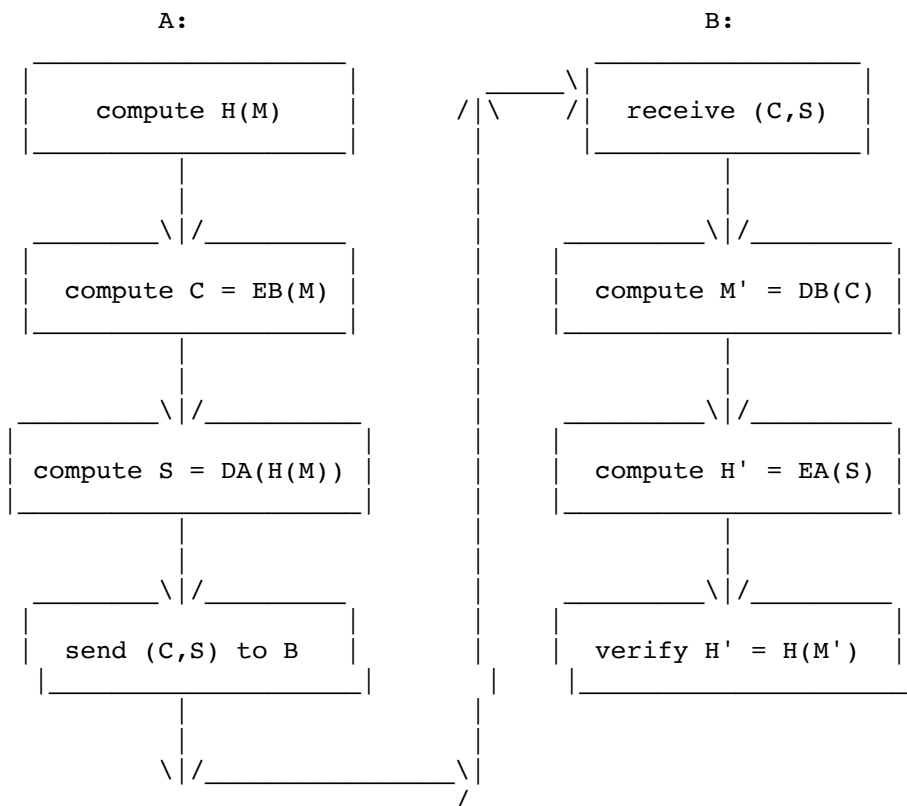 A:
B:
compute H(M)
receive (C,S)
compute C = EB(M)
compute M' = DB(C)
compute S = DA(H(M))
compute H' = EA(S)
send (C,S) to B
verify H' = H(M')